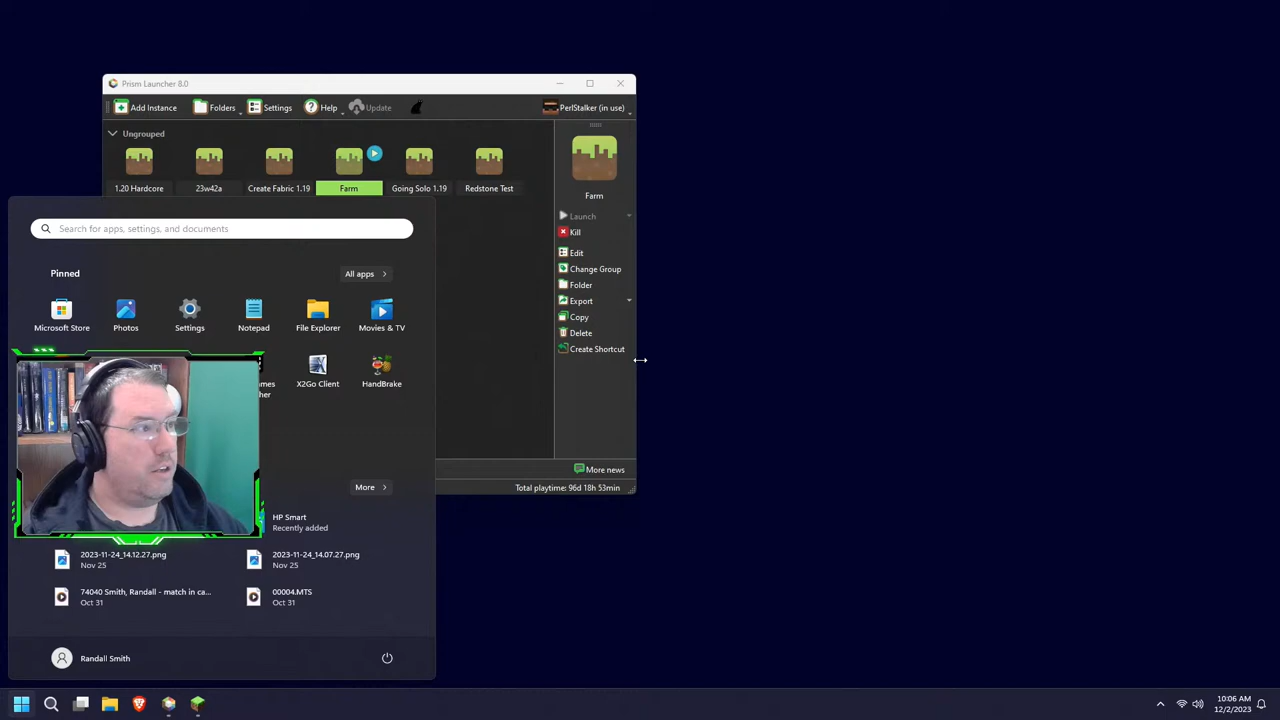 Prism Launcher 8.0
Add Instance
Folders
Settings
Help
Update
PerlStalker (in use)
Ungrouped
1.20 Hardcore
23w42a
Create Fabric 1.19
Farm
Going Solo 1.19
Redstone Test
Farm
Launch
Kill
Edit
Change Group
Folder
Export
Copy
Delete
Create Shortcut
More news
Total playtime: 96d 18h 53min
Search for apps, settings, and documents
Pinned
All apps
Microsoft Store
Photos
Settings
Notepad
File Explorer
Movies & TV
X2Go Client
HandBrake
More
HP Smart
Recently added
2023-11-24_14.12.27.png
Nov 25
2023-11-24_14.07.27.png
Nov 25
74040 Smith, Randall - match in ca...
Oct 31
00004.MTS
Oct 31
Randall Smith
10:06 AM
12/2/2023